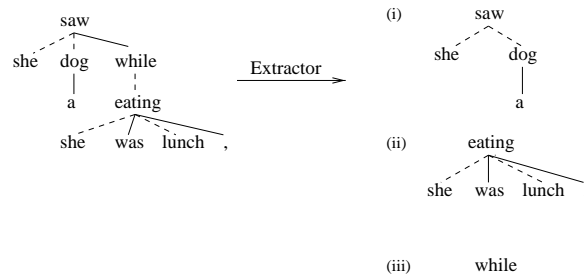 saw
she dog while
a eating
she was lunch ,
Extractor
(i) saw
she dog
a
(ii) eating
she was lunch
(iii) while